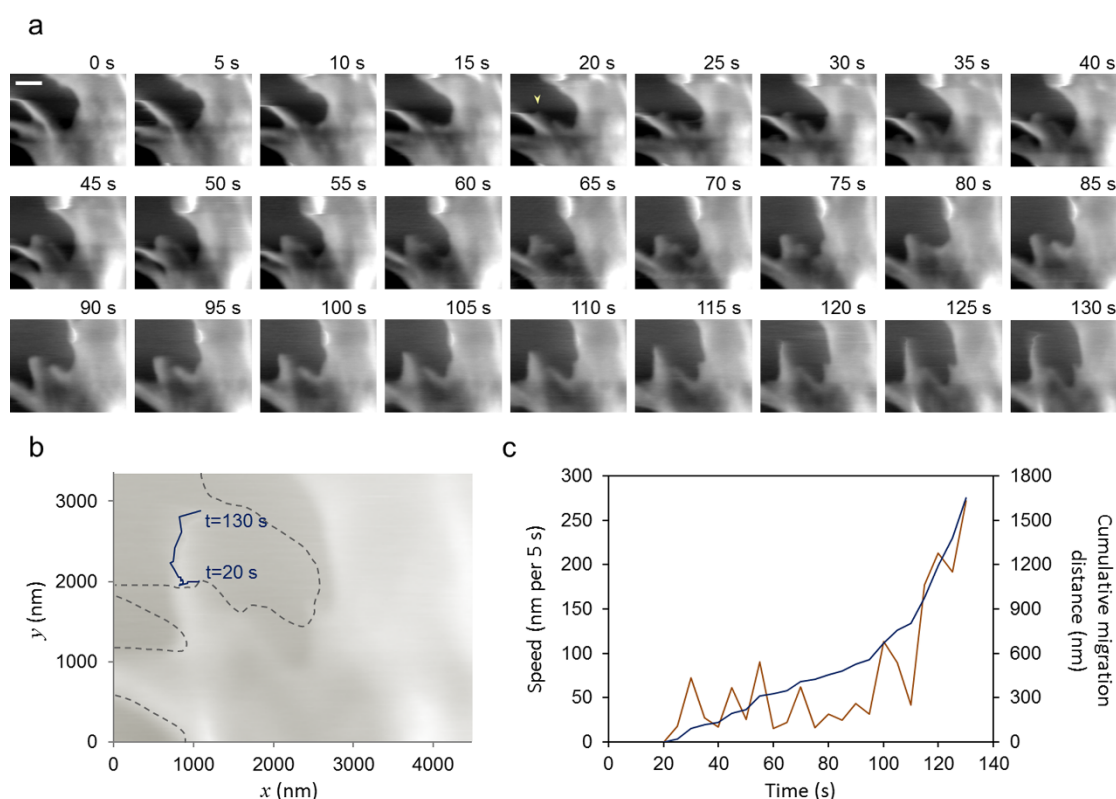 a
0 s 5 s 10 s 15 s 20 s 25 s 30 s 35 s 40 s
45 s 50 s 55 s 60 s 65 s 70 s 75 s 80 s 85 s
90 s 95 s 100 s 105 s 110 s 115 s 120 s 125 s 130 s
b
3000
2000
1000
0
y (nm)
t=130 s
t=20 s
0 1000 2000 3000 4000
x (nm)
c
300
250
200
150
100
50
0
Speed (nm per 5 s)
1800
1500
1200
900
600
300
0
Cumulative migration
distance (nm)
0 20 40 60 80 100 120 140
Time (s)